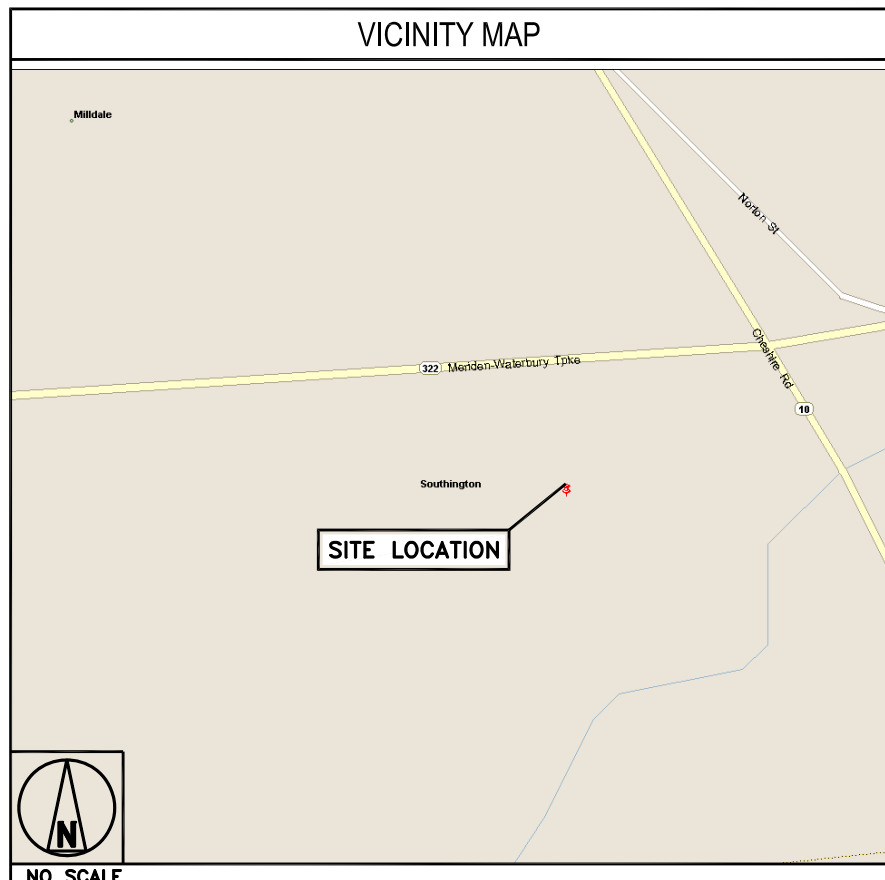 VICINITY MAP
Milldale
Norton St
Cheshire Rd
322 Meriden-Waterbury Tpke
10
Southington
SITE LOCATION
N
NO SCALE